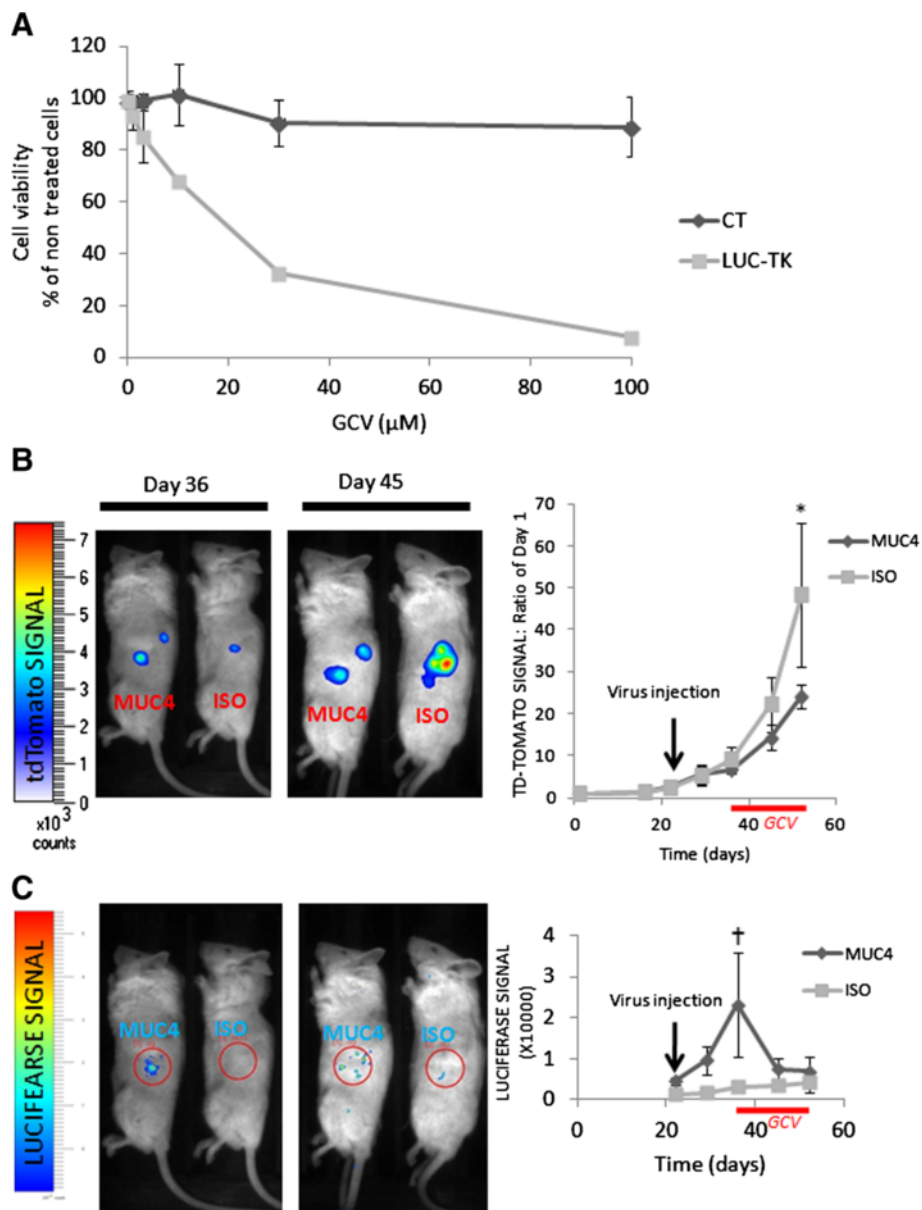 A
120
100
80
60
40
20
0
Cell viability
% of non treated cells
0 20 40 60 80 100
GCV (µM)
CT
LUC-TK
B
Day 36 Day 45
tdTomato SIGNAL
7
6
5
4
3
2
1
0
x10³
counts
MUC4 ISO
MUC4 ISO
TD-TOMATO SIGNAL: Ratio of Day 1
70
60
50
40
30
20
10
0
*
Virus injection
MUC4
ISO
0 20 40 60
GCV
Time (days)
C
LUCIFEARSE SIGNAL
MUC4 ISO
MUC4 ISO
LUCIFERASE SIGNAL
(X10000)
4
3
2
1
0
†
Virus injection
MUC4
ISO
0 20 40 60
GCV
Time (days)